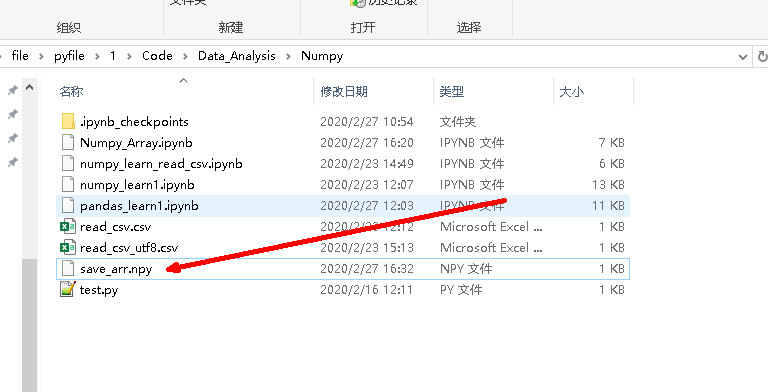 文件夹
历史记录
组织 新建 打开 选择
file › pyfile › 1 › Code › Data_Analysis › Numpy
名称 修改日期 类型 大小
.ipynb_checkpoints 2020/2/27 10:54 文件夹
Numpy_Array.ipynb 2020/2/27 16:20 IPYNB 文件 7 KB
numpy_learn_read_csv.ipynb 2020/2/23 14:49 IPYNB 文件 6 KB
numpy_learn1.ipynb 2020/2/23 12:07 IPYNB 文件 13 KB
pandas_learn1.ipynb 2020/2/27 12:03 IPYNB 文件 11 KB
read_csv.csv 2020/2/23 12:12 Microsoft Excel ... 1 KB
read_csv_utf8.csv 2020/2/23 15:13 Microsoft Excel ... 1 KB
save_arr.npy 2020/2/27 16:32 NPY 文件 1 KB
test.py 2020/2/16 12:11 PY 文件 1 KB